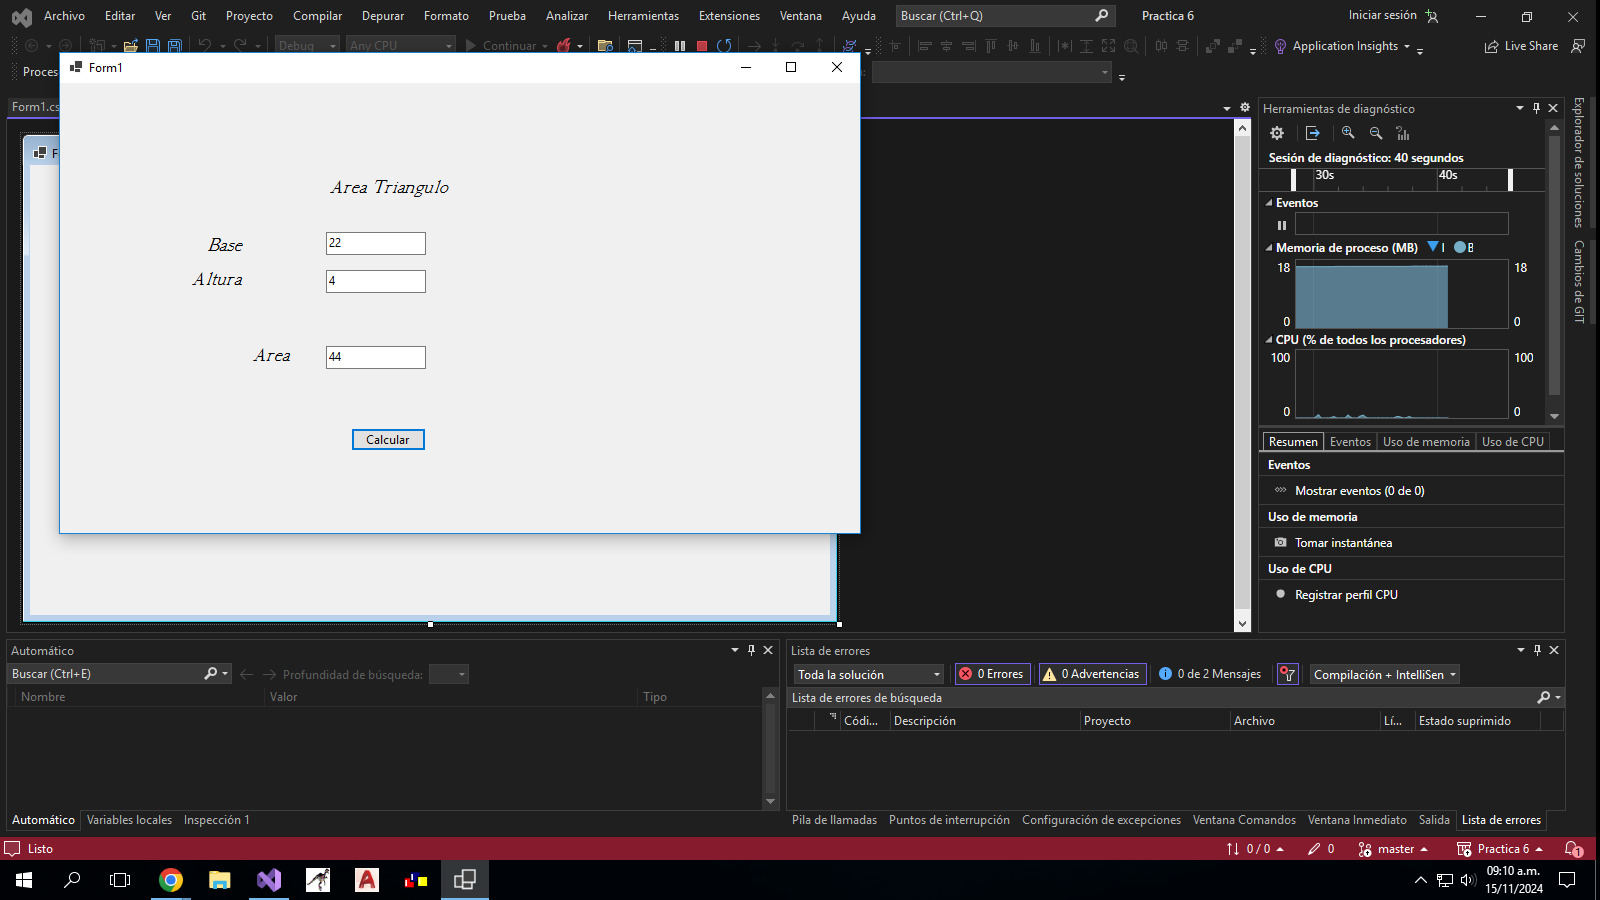 Archivo Editar Ver Git Proyecto Compilar Depurar Formato Prueba Analizar Herramientas Extensiones Ventana Ayuda Buscar (Ctrl+Q) Practica 6 Iniciar sesión
Debug Any CPU Continuar Application Insights Live Share
Proces
Form1
Form1.cs
Area Triangulo
Base 22
Altura 4
Area 44
Calcular
Herramientas de diagnóstico
Sesión de diagnóstico: 40 segundos
30s 40s
Eventos
Memoria de proceso (MB) I B
18 18
0 0
CPU (% de todos los procesadores)
100 100
0 0
Resumen Eventos Uso de memoria Uso de CPU
Eventos
Mostrar eventos (0 de 0)
Uso de memoria
Tomar instantánea
Uso de CPU
Registrar perfil CPU
Explorador de soluciones
Cambios de GIT
Automático
Buscar (Ctrl+E) Profundidad de búsqueda:
Nombre Valor Tipo
Automático Variables locales Inspección 1
Lista de errores
Toda la solución 0 Errores 0 Advertencias 0 de 2 Mensajes Compilación + IntelliSen
Lista de errores de búsqueda
Códi... Descripción Proyecto Archivo Lí... Estado suprimido
Pila de llamadas Puntos de interrupción Configuración de excepciones Ventana Comandos Ventana Inmediato Salida Lista de errores
Listo 0 / 0 0 master Practica 6 1
09:10 a.m.
15/11/2024